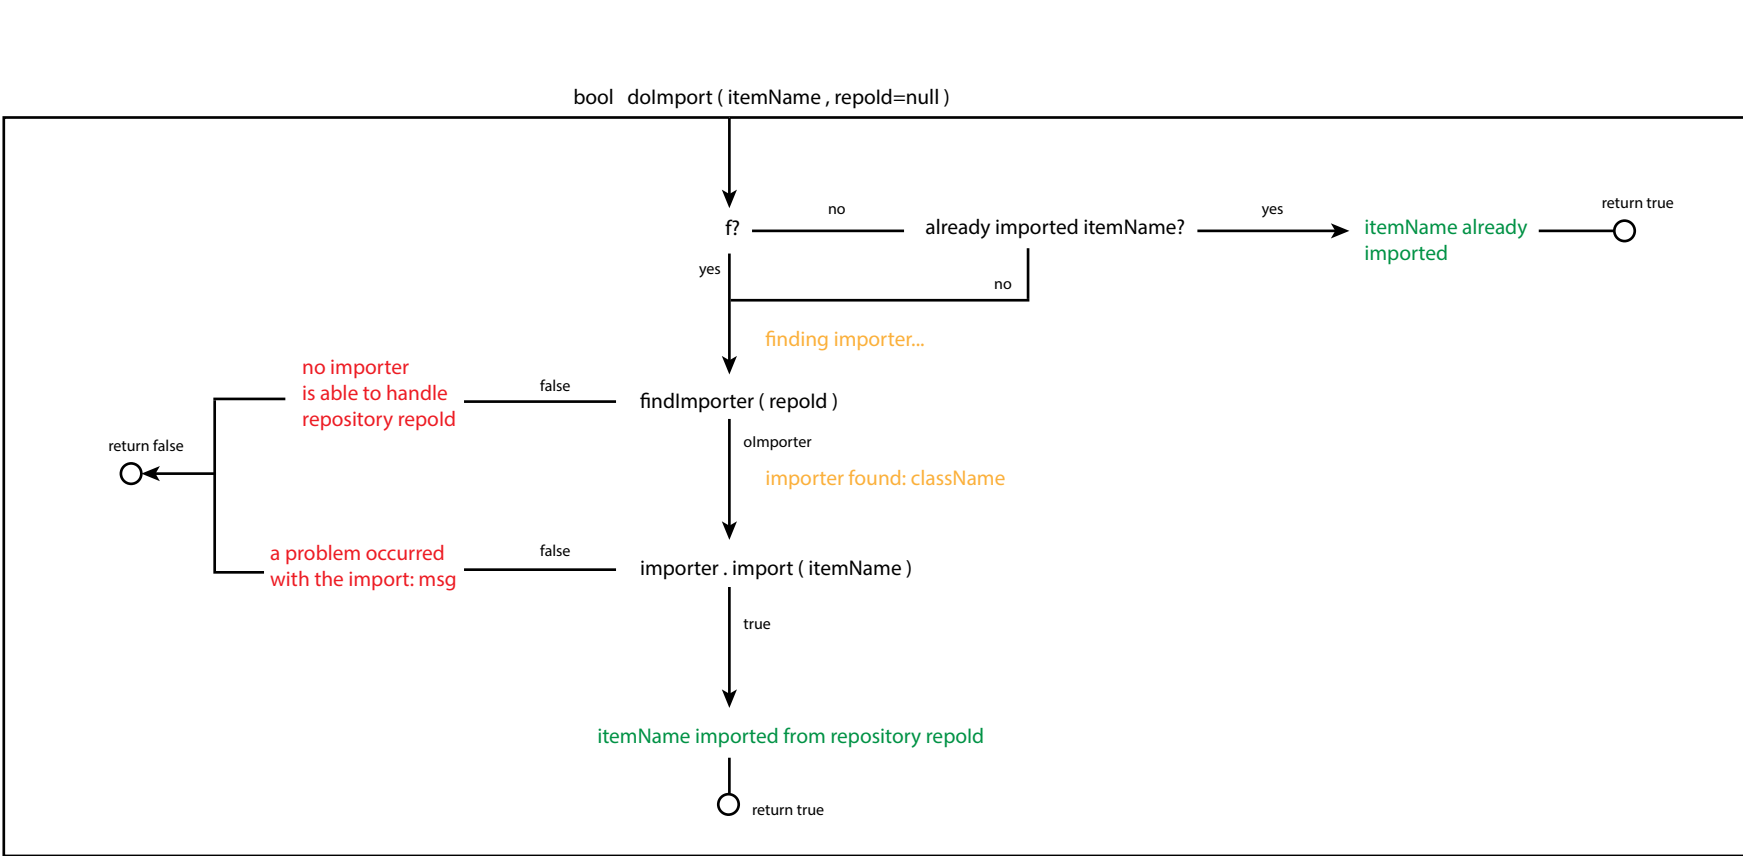 bool doImport ( itemName , repoId=null )
return true
no
yes
f?
already imported itemName?
itemName already
imported
yes
no
finding importer...
no importer
is able to handle
repository repoId
false
findImporter ( repoId )
return false
oImporter
importer found: className
a problem occurred
with the import: msg
false
importer . import ( itemName )
true
itemName imported from repository repoId
return true